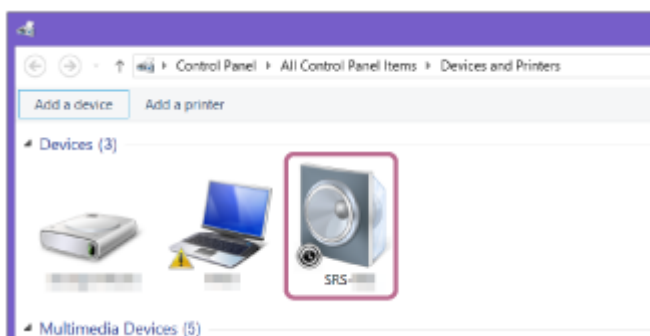 Control Panel All Control Panel Items Devices and Printers
Add a device Add a printer
Devices (3)
SRS-
Multimedia Devices (5)